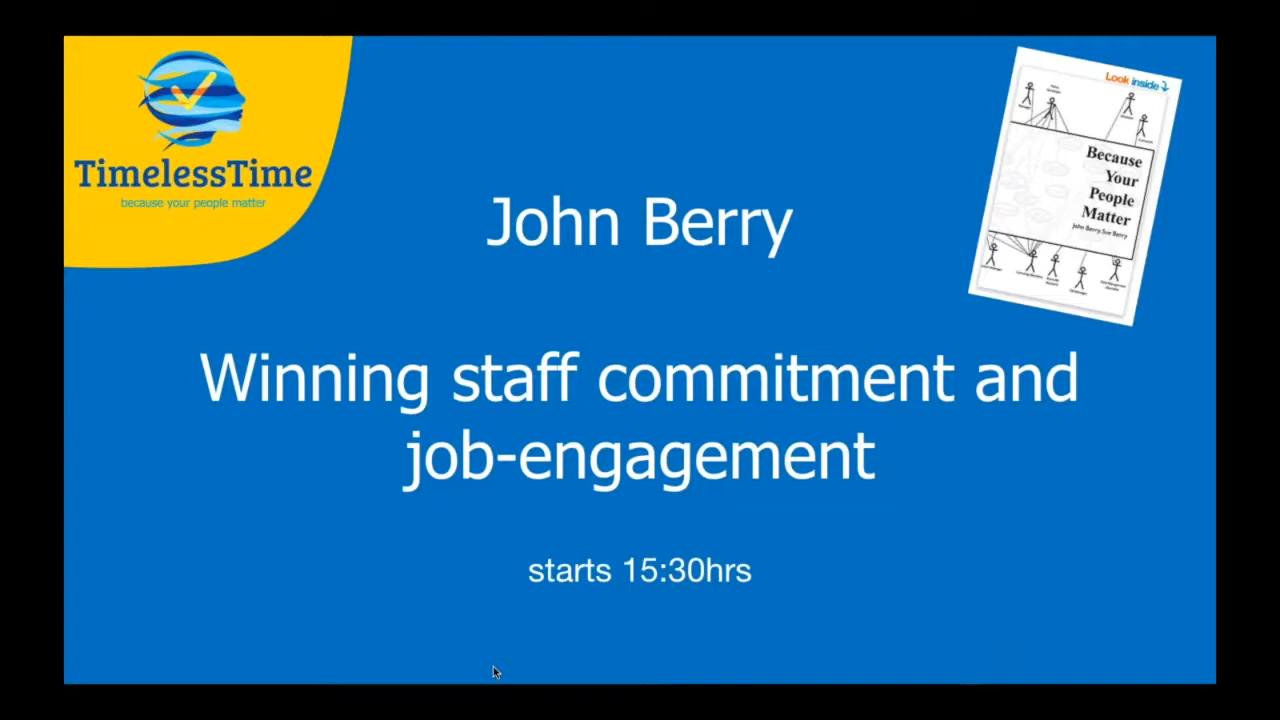 TimelessTime
because your people matter
Look inside
Because
Your
People
Matter
John Berry Sue Berry
John Berry
Winning staff commitment and
job-engagement
starts 15:30hrs